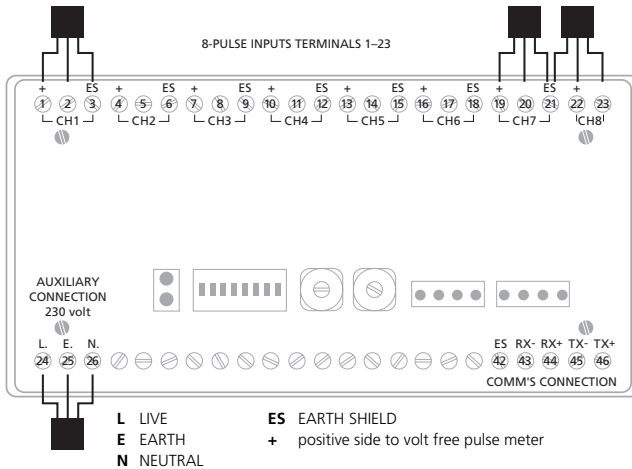 8-PULSE INPUTS TERMINALS 1–23
+ ES + ES + ES + ES + ES + ES + ES +
1 2 3 4 5 6 7 8 9 10 11 12 13 14 15 16 17 18 19 20 21 22 23
CH1 CH2 CH3 CH4 CH5 CH6 CH7 CH8
AUXILIARY
CONNECTION
230 volt
L. E. N.
24 25 26
ES RX- RX+ TX- TX+
42 43 44 45 46
COMM'S CONNECTION
L LIVE
E EARTH
N NEUTRAL
ES EARTH SHIELD
+ positive side to volt free pulse meter